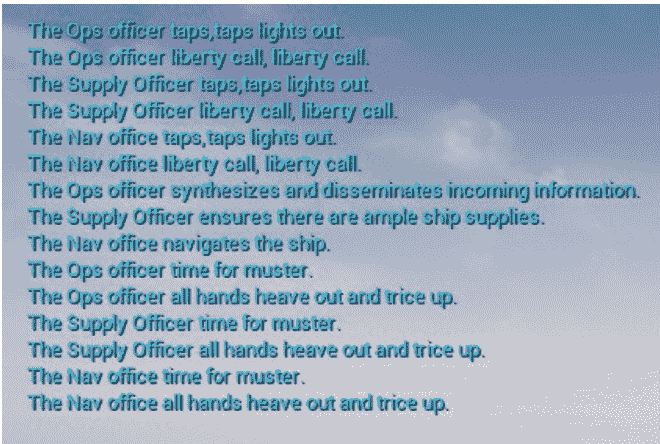 The Ops officer taps,taps lights out.
The Ops officer liberty call, liberty call.
The Supply Officer taps,taps lights out.
The Supply Officer liberty call, liberty call.
The Nav office taps,taps lights out.
The Nav office liberty call, liberty call.
The Ops officer synthesizes and disseminates incoming information.
The Supply Officer ensures there are ample ship supplies.
The Nav office navigates the ship.
The Ops officer time for muster.
The Ops officer all hands heave out and trice up.
The Supply Officer time for muster.
The Supply Officer all hands heave out and trice up.
The Nav office time for muster.
The Nav office all hands heave out and trice up.